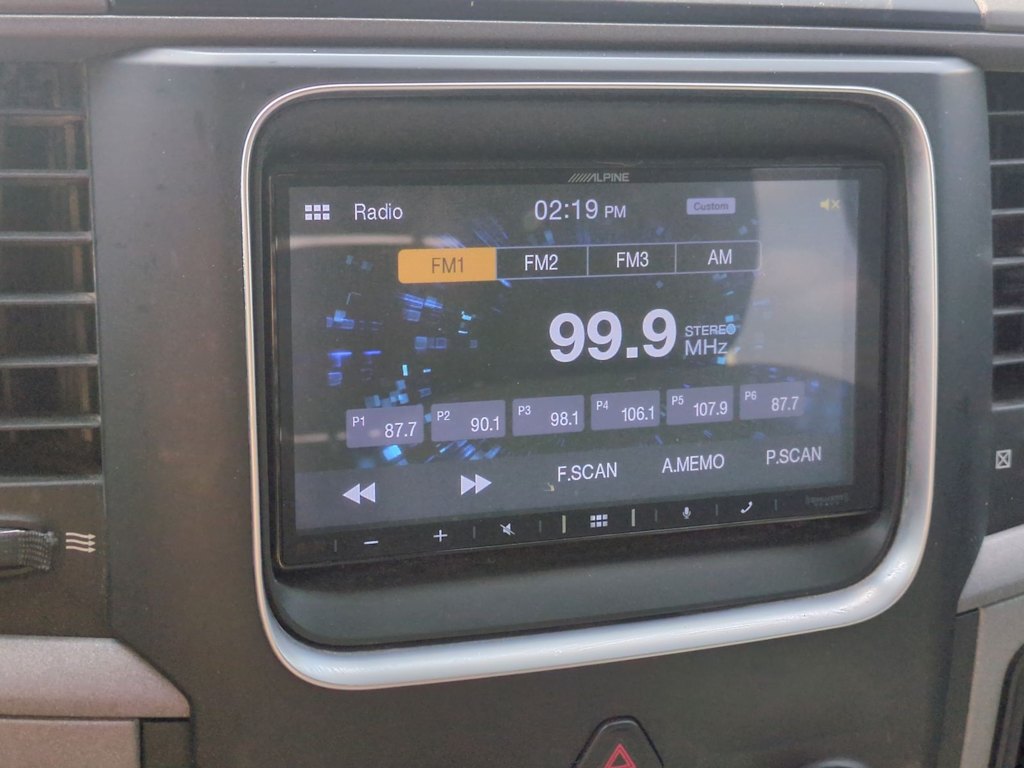 ALPINE
Radio 02:19 PM Custom
FM1 FM2 FM3 AM
99.9 STEREO MHz
P1 87.7 P2 90.1 P3 98.1 P4 106.1 P5 107.9 P6 87.7
F.SCAN A.MEMO P.SCAN